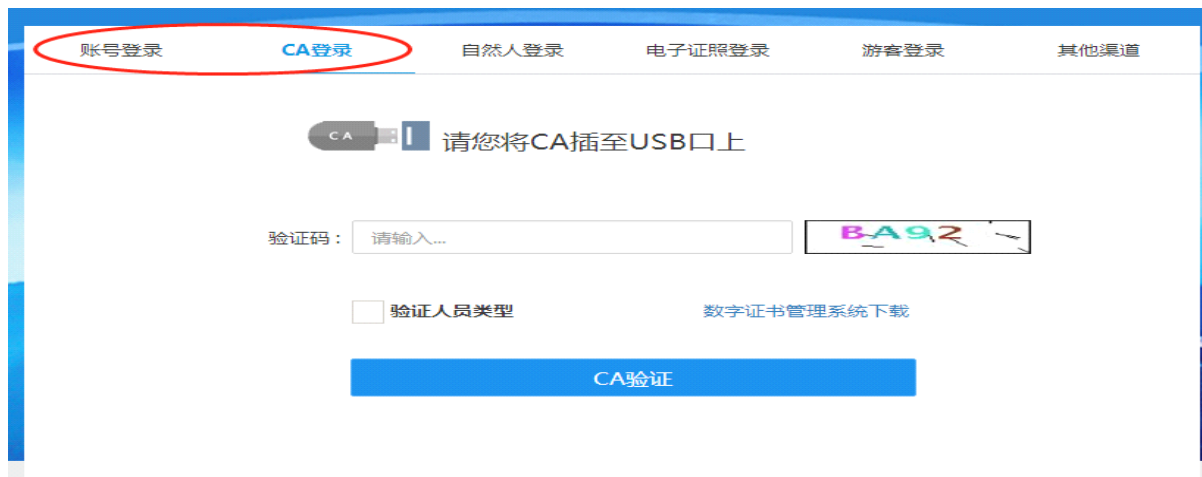 账号登录 CA登录 自然人登录 电子证照登录 游客登录 其他渠道
CA 请您将CA插至USB口上
验证码： 请输入... BA92
验证人员类型 数字证书管理系统下载
CA验证